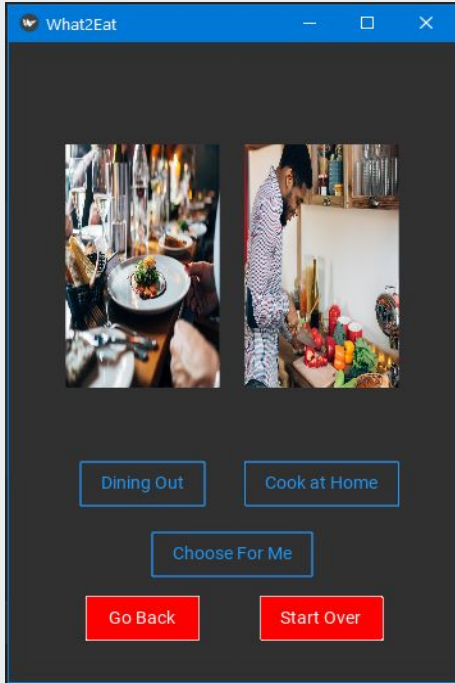 What2Eat
Dining Out
Cook at Home
Choose For Me
Go Back
Start Over